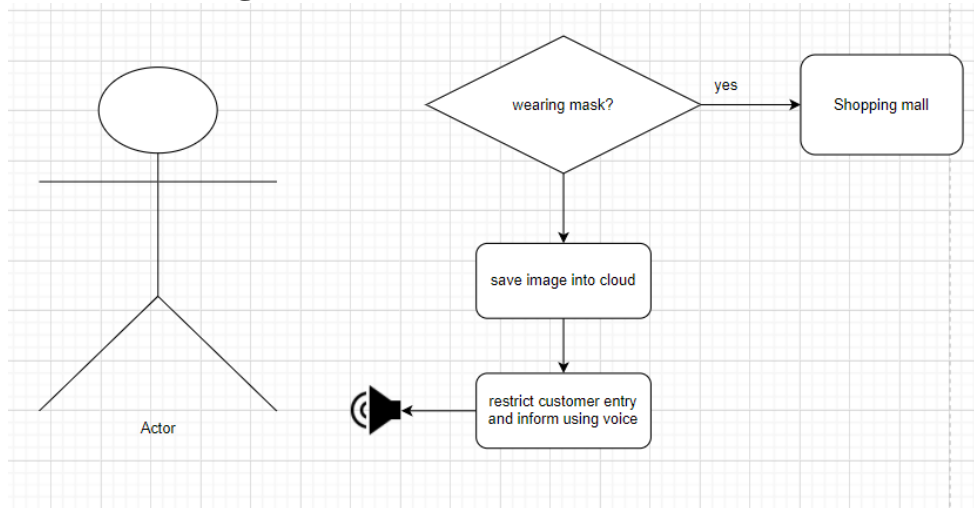 wearing mask?
yes
Shopping mall
save image into cloud
restrict customer entry
and inform using voice
Actor